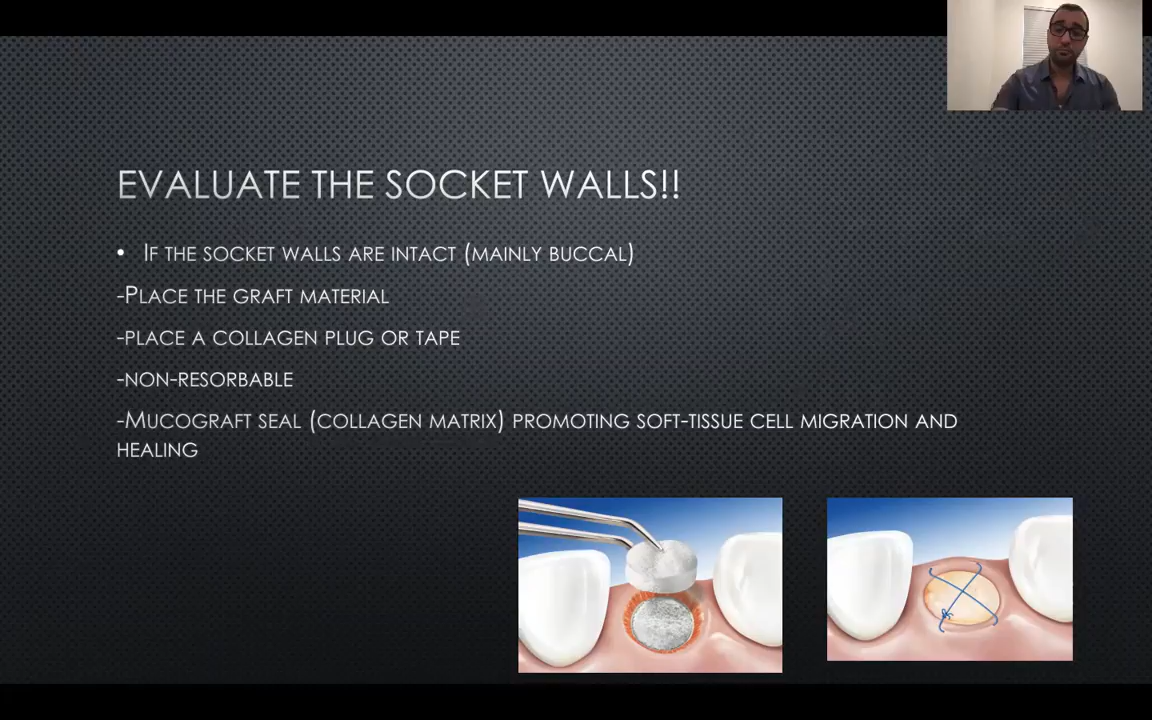 EVALUATE THE SOCKET WALLS!!
• IF THE SOCKET WALLS ARE INTACT (MAINLY BUCCAL)
-PLACE THE GRAFT MATERIAL
-PLACE A COLLAGEN PLUG OR TAPE
-NON-RESORBABLE
-MUCOGRAFT SEAL (COLLAGEN MATRIX) PROMOTING SOFT-TISSUE CELL MIGRATION AND
HEALING